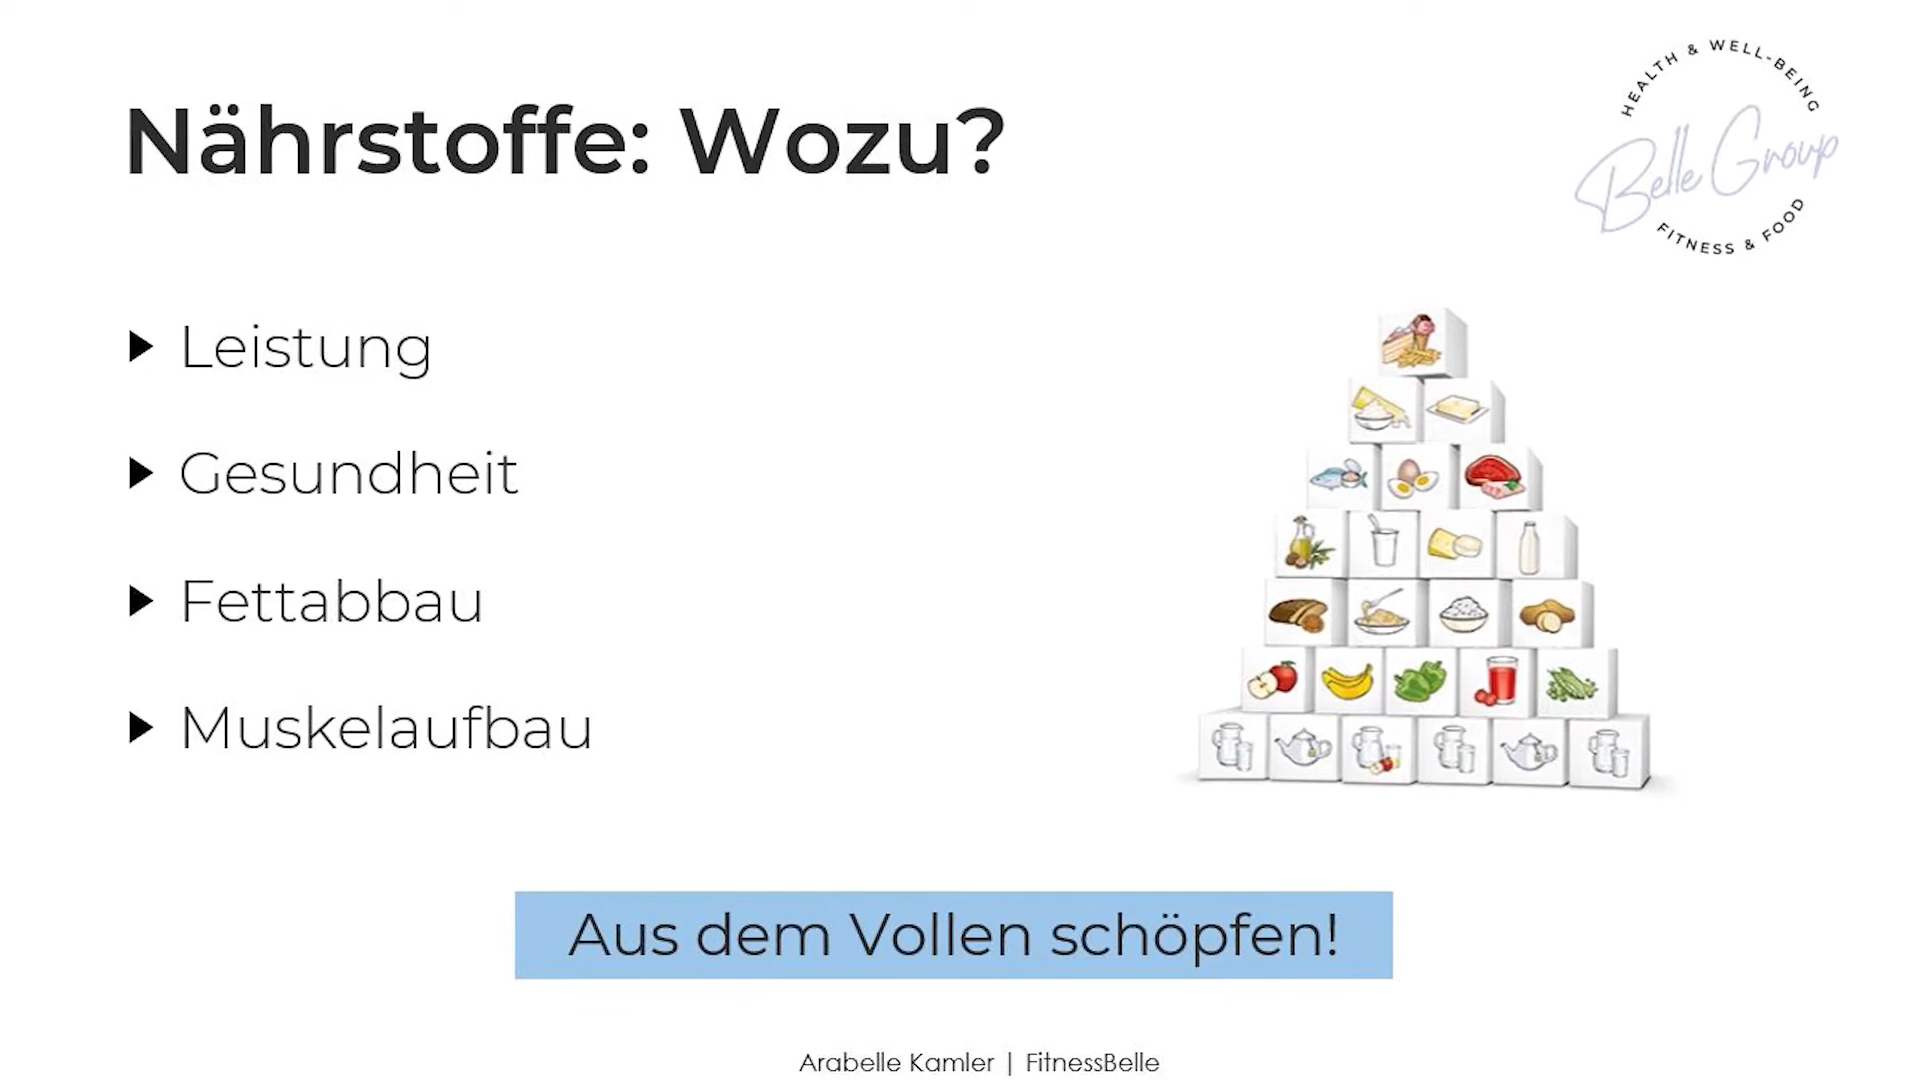 Nährstoffe: Wozu?
HEALTH & WELL-BEING
Belle Group
FITNESS & FOOD
Leistung
Gesundheit
Fettabbau
Muskelaufbau
Aus dem Vollen schöpfen!
Arabelle Kamler | FitnessBelle